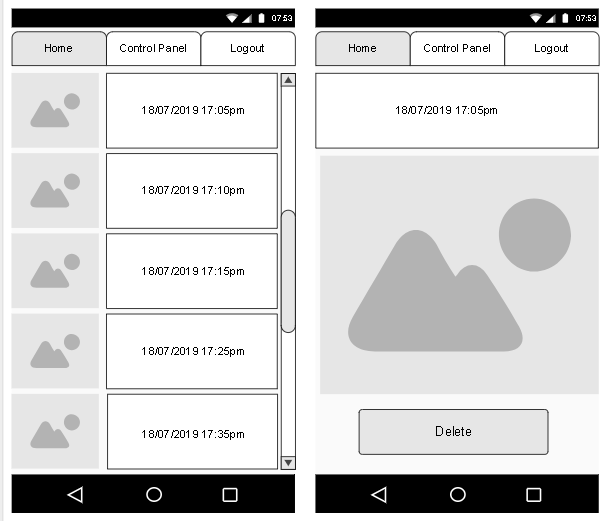 07:53
Home
Control Panel
Logout
18/07/2019 17:05pm
18/07/2019 17:10pm
18/07/2019 17:15pm
18/07/2019 17:25pm
18/07/2019 17:35pm
07:53
Home
Control Panel
Logout
18/07/2019 17:05pm
Delete